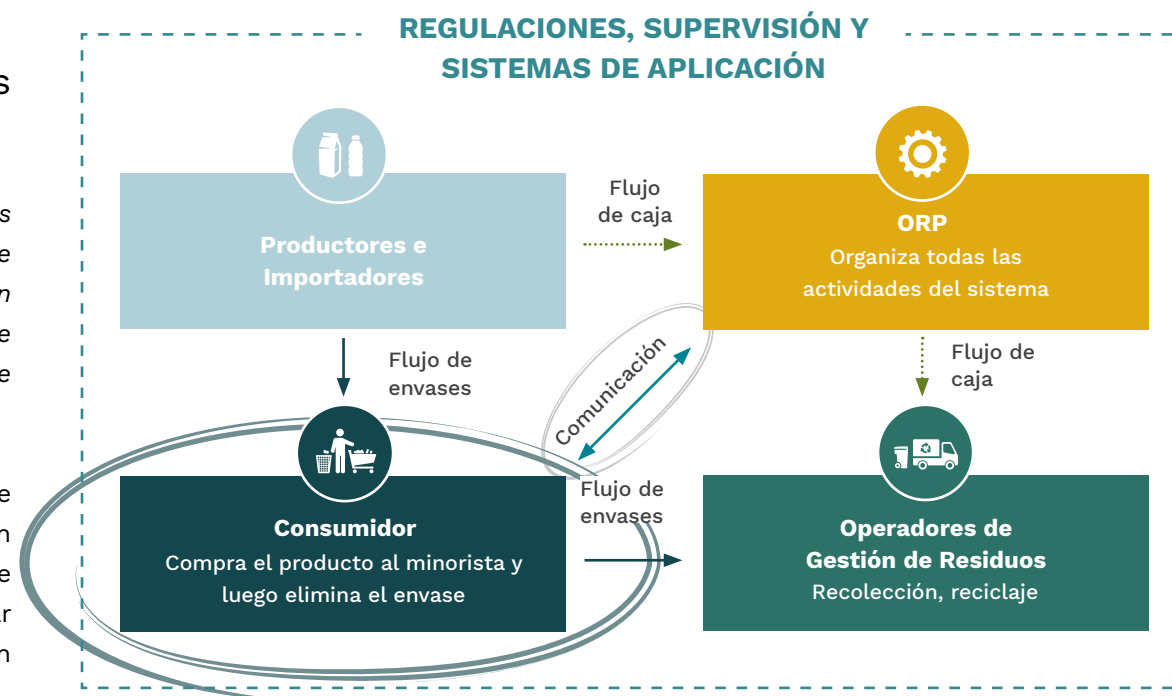 REGULACIONES, SUPERVISIÓN Y
SISTEMAS DE APLICACIÓN
Productores e
Importadores
Flujo
de caja
ORP
Organiza todas las
actividades del sistema
Flujo de
envases
Comunicación
Flujo de
caja
Consumidor
Compra el producto al minorista y
luego elimina el envase
Flujo de
envases
Operadores de
Gestión de Residuos
Recolección, reciclaje